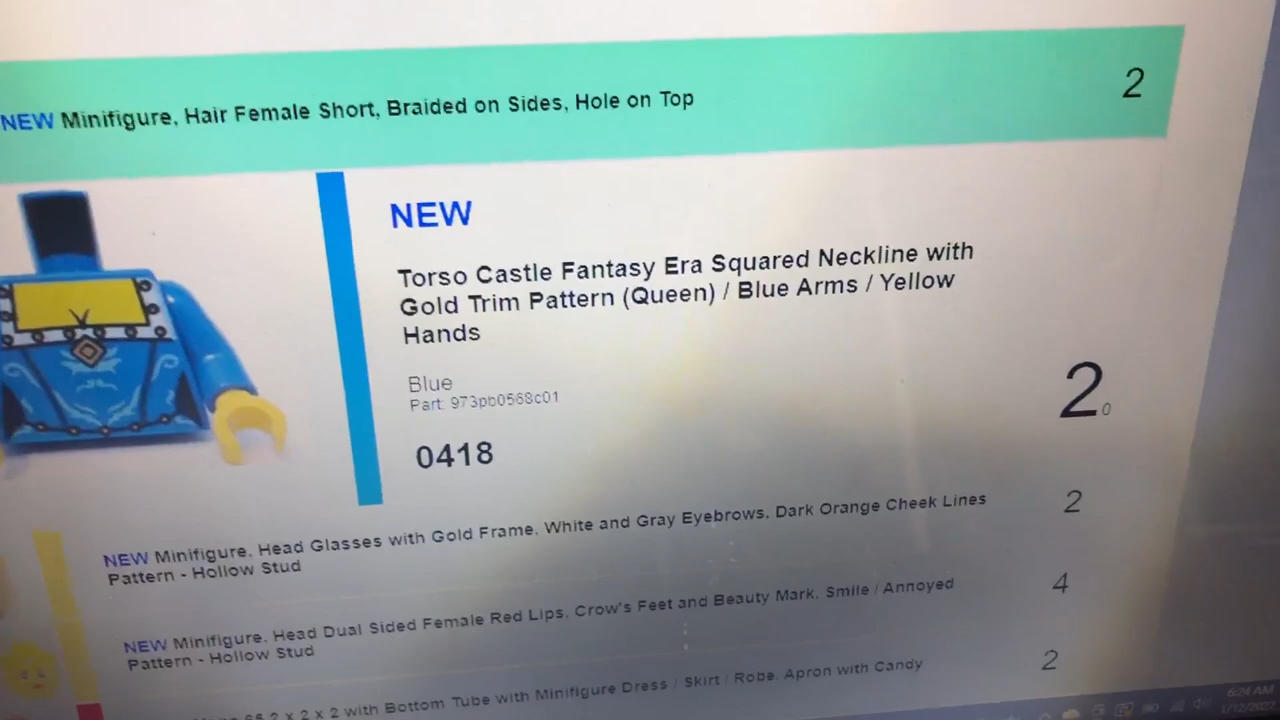 NEW Minifigure, Hair Female Short, Braided on Sides, Hole on Top 2
NEW
Torso Castle Fantasy Era Squared Neckline with
Gold Trim Pattern (Queen) / Blue Arms / Yellow
Hands
Blue
Part: 973pb0568c01
2 0
0418
NEW Minifigure, Head Glasses with Gold Frame, White and Gray Eyebrows, Dark Orange Cheek Lines 2
Pattern - Hollow Stud
NEW Minifigure, Head Dual Sided Female Red Lips, Crow's Feet and Beauty Mark, Smile / Annoyed 4
Pattern - Hollow Stud
2 x 2 x 2 with Bottom Tube with Minifigure Dress / Skirt / Robe, Apron with Candy 2
6:24 AM